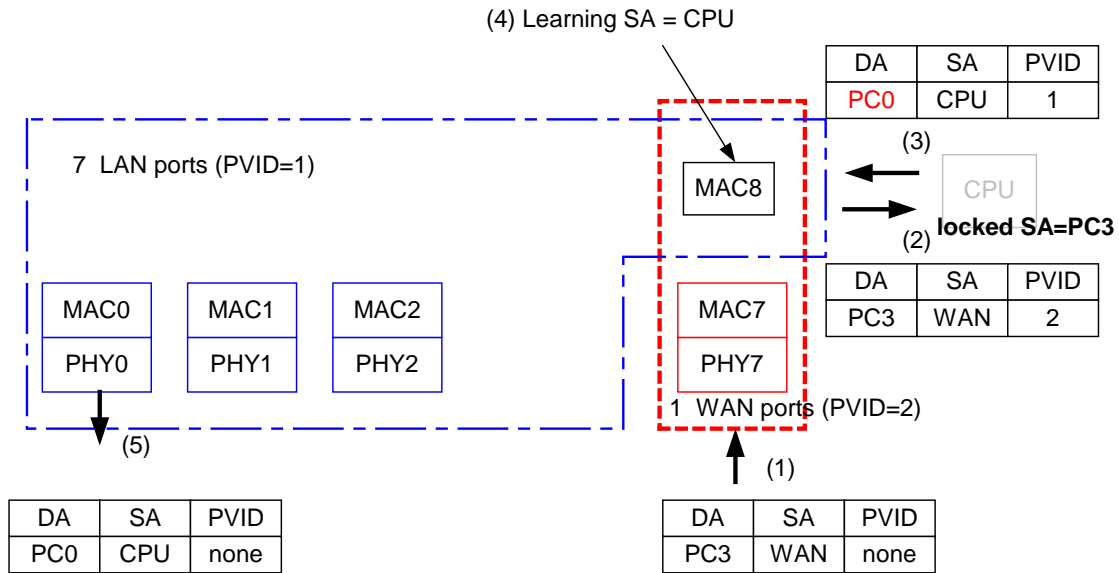 (4) Learning SA = CPU
DA SA PVID
PC0 CPU 1
(3)
7 LAN ports (PVID=1)
MAC8
CPU
locked SA=PC3
(2)
DA SA PVID
PC3 WAN 2
MAC0 MAC1 MAC2 MAC7
PHY0 PHY1 PHY2 PHY7
1 WAN ports (PVID=2)
(5)
(1)
DA SA PVID
PC0 CPU none
DA SA PVID
PC3 WAN none